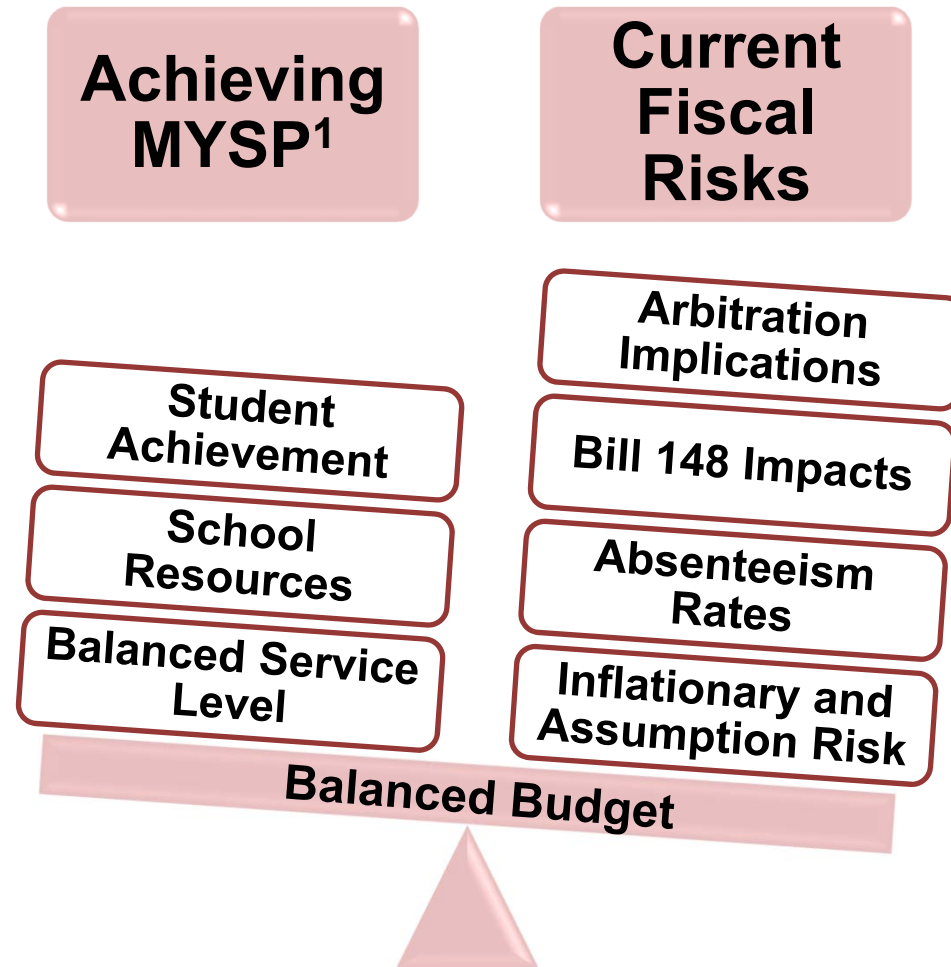 Achieving
MYSP¹
Current
Fiscal
Risks
Student
Achievement
School
Resources
Balanced Service
Level
Arbitration
Implications
Bill 148 Impacts
Absenteeism
Rates
Inflationary and
Assumption Risk
Balanced Budget